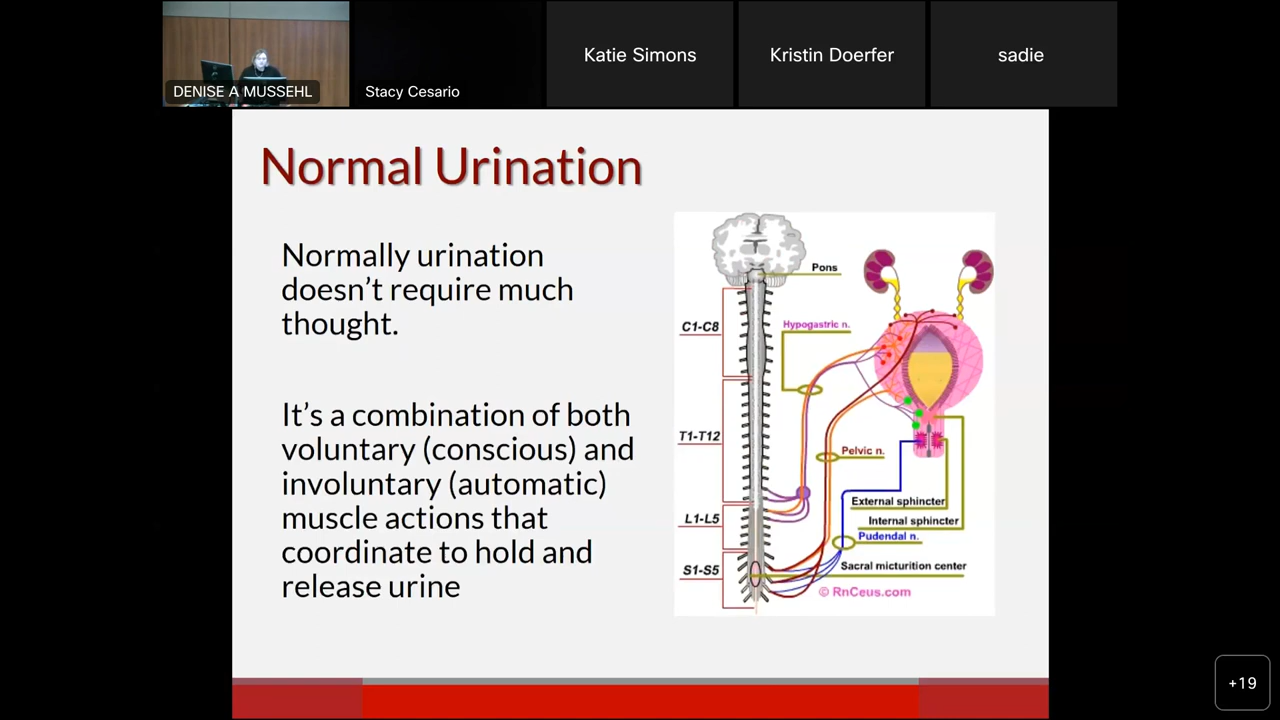 DENISE A MUSSEHL
Stacy Cesario
Katie Simons
Kristin Doerfer
sadie
Normal Urination
Normally urination
doesn't require much
thought.
It's a combination of both
voluntary (conscious) and
involuntary (automatic)
muscle actions that
coordinate to hold and
release urine
Pons
C1-C8
Hypogastric n.
T1-T12
Pelvic n.
External sphincter
L1-L5
Internal sphincter
Pudendal n.
S1-S5
Sacral micturition center
© RnCeus.com
+19